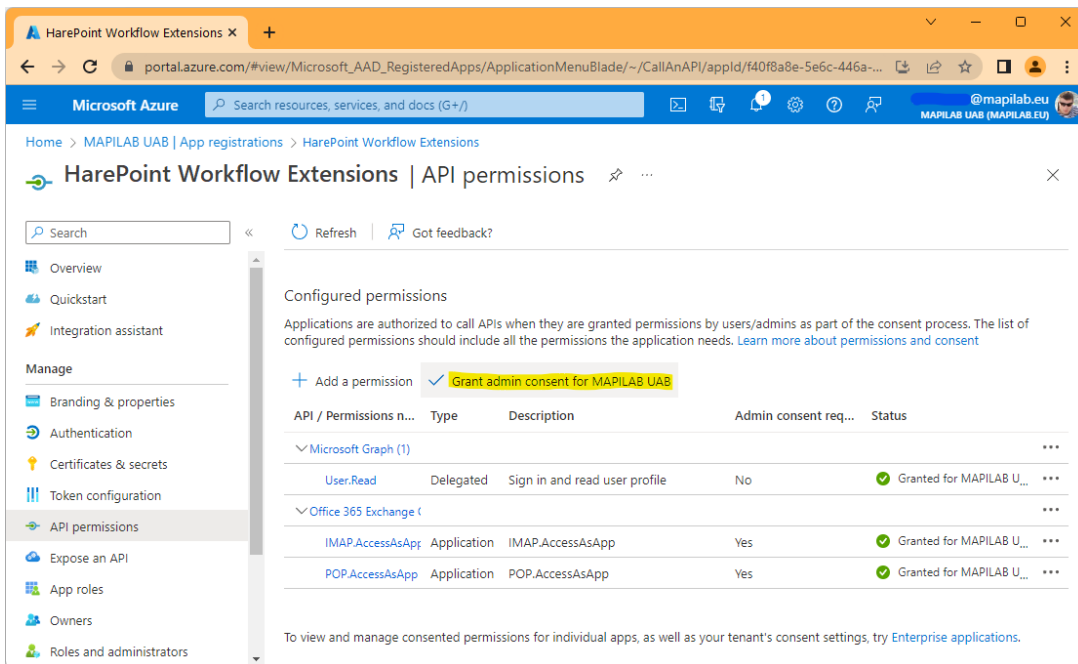 HarePoint Workflow Extensions
portal.azure.com/#view/Microsoft_AAD_RegisteredApps/ApplicationMenuBlade/~/CallAnAPI/appId/f40f8a8e-5e6c-446a-...
Microsoft Azure
Search resources, services, and docs (G+/)
1
@mapilab.eu
MAPILAB UAB (MAPILAB.EU)
Home > MAPILAB UAB | App registrations > HarePoint Workflow Extensions
HarePoint Workflow Extensions | API permissions
Search
«
Refresh
Got feedback?
Overview
Quickstart
Integration assistant
Manage
Branding & properties
Authentication
Certificates & secrets
Token configuration
API permissions
Expose an API
App roles
Owners
Roles and administrators
Configured permissions
Applications are authorized to call APIs when they are granted permissions by users/admins as part of the consent process. The list of
configured permissions should include all the permissions the application needs. Learn more about permissions and consent
Add a permission
Grant admin consent for MAPILAB UAB
API / Permissions n... Type Description Admin consent req... Status
Microsoft Graph (1)
User.Read Delegated Sign in and read user profile No Granted for MAPILAB U...
Office 365 Exchange (
IMAP.AccessAsApp Application IMAP.AccessAsApp Yes Granted for MAPILAB U...
POP.AccessAsApp Application POP.AccessAsApp Yes Granted for MAPILAB U...
To view and manage consented permissions for individual apps, as well as your tenant's consent settings, try Enterprise applications.